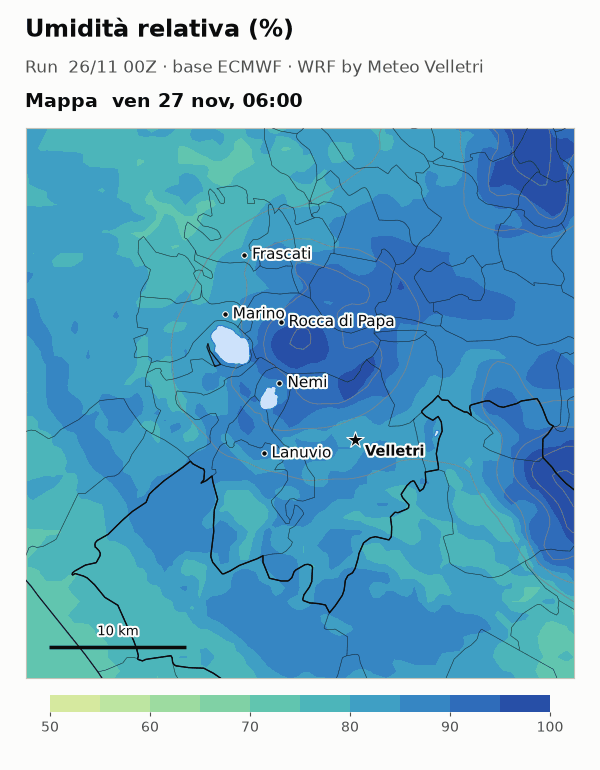 Umidità relativa (%)
Run  26/11 00Z · base ECMWF · WRF by Meteo Velletri
Mappa  ven 27 nov, 06:00
Frascati
Marino
Rocca di Papa
Nemi
Velletri
Lanuvio
10 km
50 60 70 80 90 100